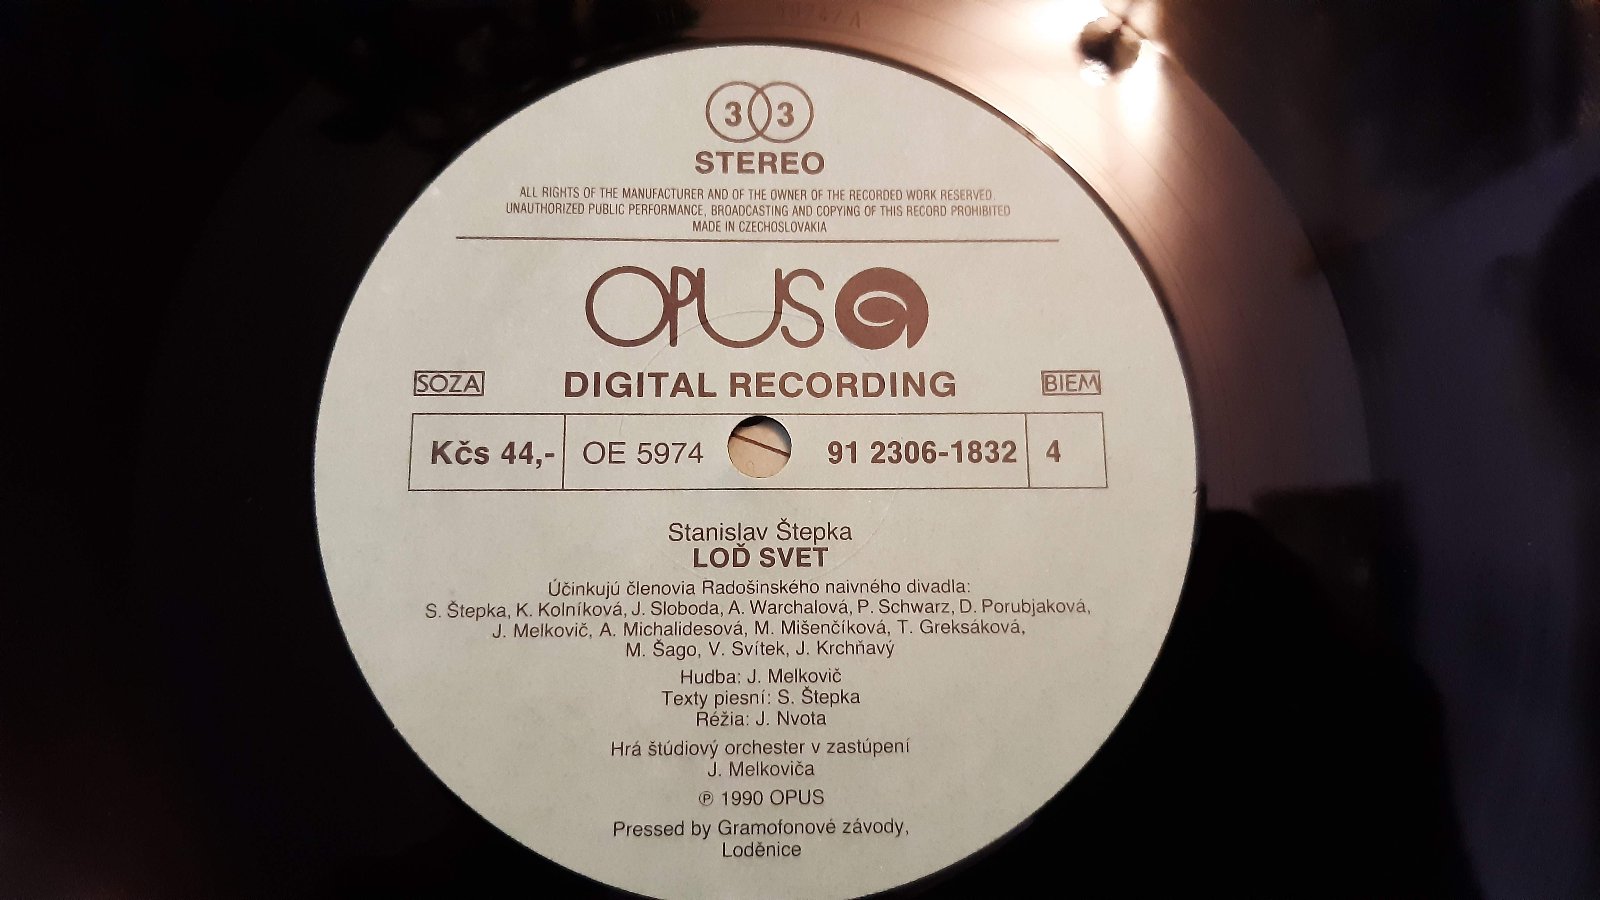 3 3
STEREO
ALL RIGHTS OF THE MANUFACTURER AND OF THE OWNER OF THE RECORDED WORK RESERVED.
UNAUTHORIZED PUBLIC PERFORMANCE, BROADCASTING AND COPYING OF THIS RECORD PROHIBITED
MADE IN CZECHOSLOVAKIA
OPUS
SOZA DIGITAL RECORDING BIEM
Kčs 44,- OE 5974 91 2306-1832 4
Stanislav Štepka
LOĎ SVET
Účinkujú členovia Radošinského naivného divadla:
S. Štepka, K. Kolníková, J. Sloboda, A. Warchalová, P. Schwarz, D. Porubjaková,
J. Melkovič, A. Michalidesová, M. Mišenčíková, T. Greksáková,
M. Šago, V. Svítek, J. Krchňavý
Hudba: J. Melkovič
Texty piesní: S. Štepka
Réžia: J. Nvota
Hrá štúdiový orchester v zastúpení
J. Melkoviča
℗ 1990 OPUS
Pressed by Gramofonové závody,
Loděnice